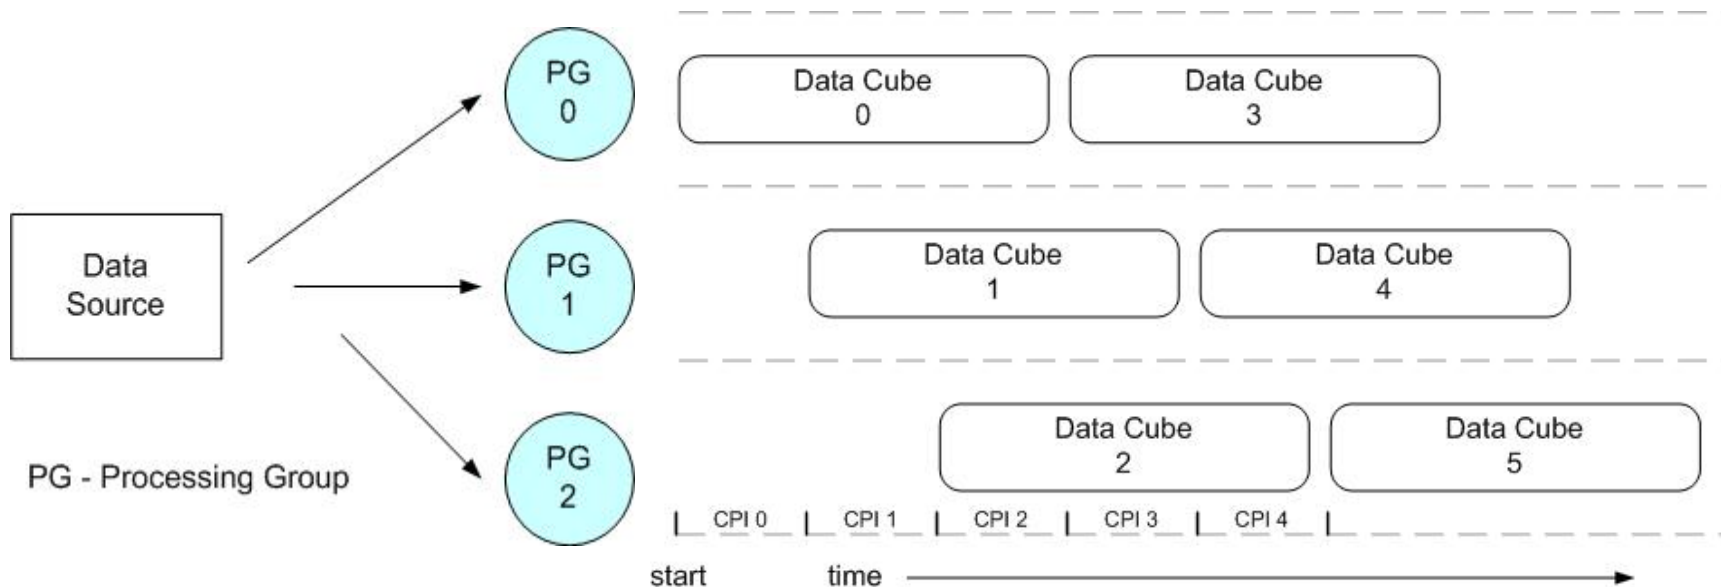 PG
0
Data Cube
0
Data Cube
3
Data
Source
PG
1
Data Cube
1
Data Cube
4
PG - Processing Group
PG
2
Data Cube
2
Data Cube
5
CPI 0
CPI 1
CPI 2
CPI 3
CPI 4
start
time